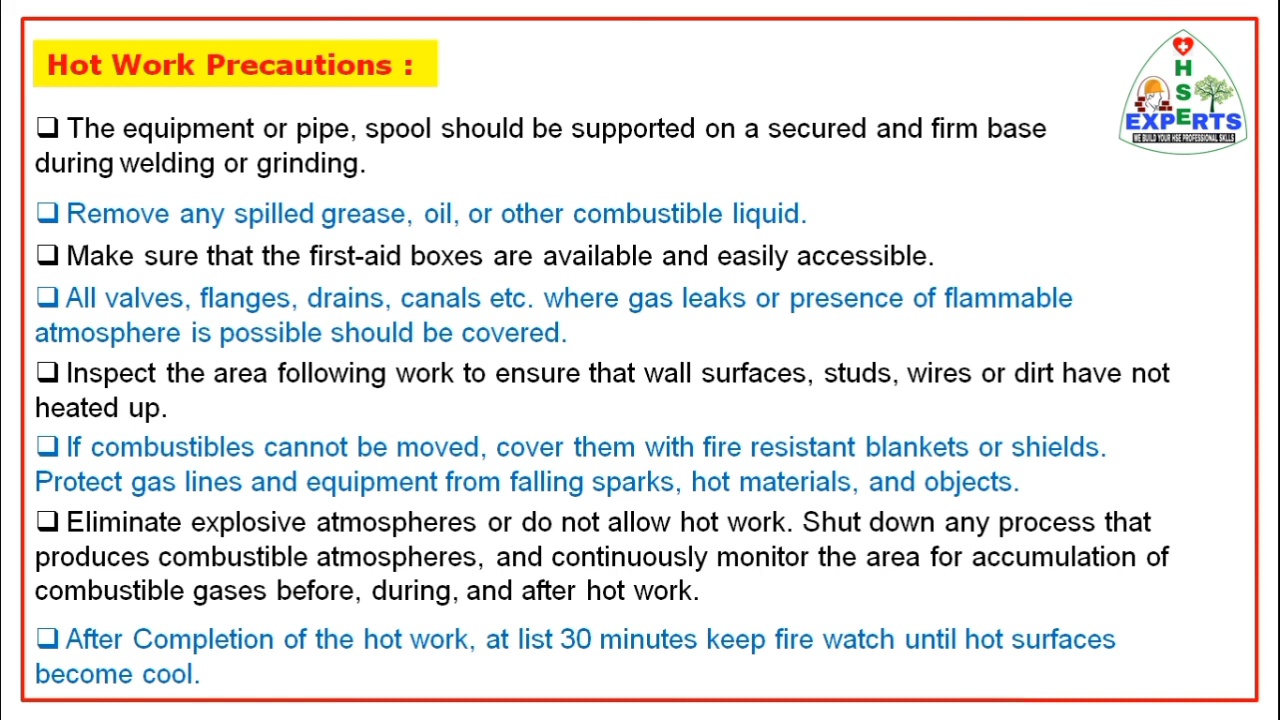 Hot Work Precautions :
H
S
E
EXPERTS
WE BUILD YOUR HSE PROFESSIONAL SKLLS
❑ The equipment or pipe, spool should be supported on a secured and firm base
during welding or grinding.
❑ Remove any spilled grease, oil, or other combustible liquid.
❑ Make sure that the first-aid boxes are available and easily accessible.
❑ All valves, flanges, drains, canals etc. where gas leaks or presence of flammable
atmosphere is possible should be covered.
❑ Inspect the area following work to ensure that wall surfaces, studs, wires or dirt have not
heated up.
❑ If combustibles cannot be moved, cover them with fire resistant blankets or shields.
Protect gas lines and equipment from falling sparks, hot materials, and objects.
❑ Eliminate explosive atmospheres or do not allow hot work. Shut down any process that
produces combustible atmospheres, and continuously monitor the area for accumulation of
combustible gases before, during, and after hot work.
❑ After Completion of the hot work, at list 30 minutes keep fire watch until hot surfaces
become cool.